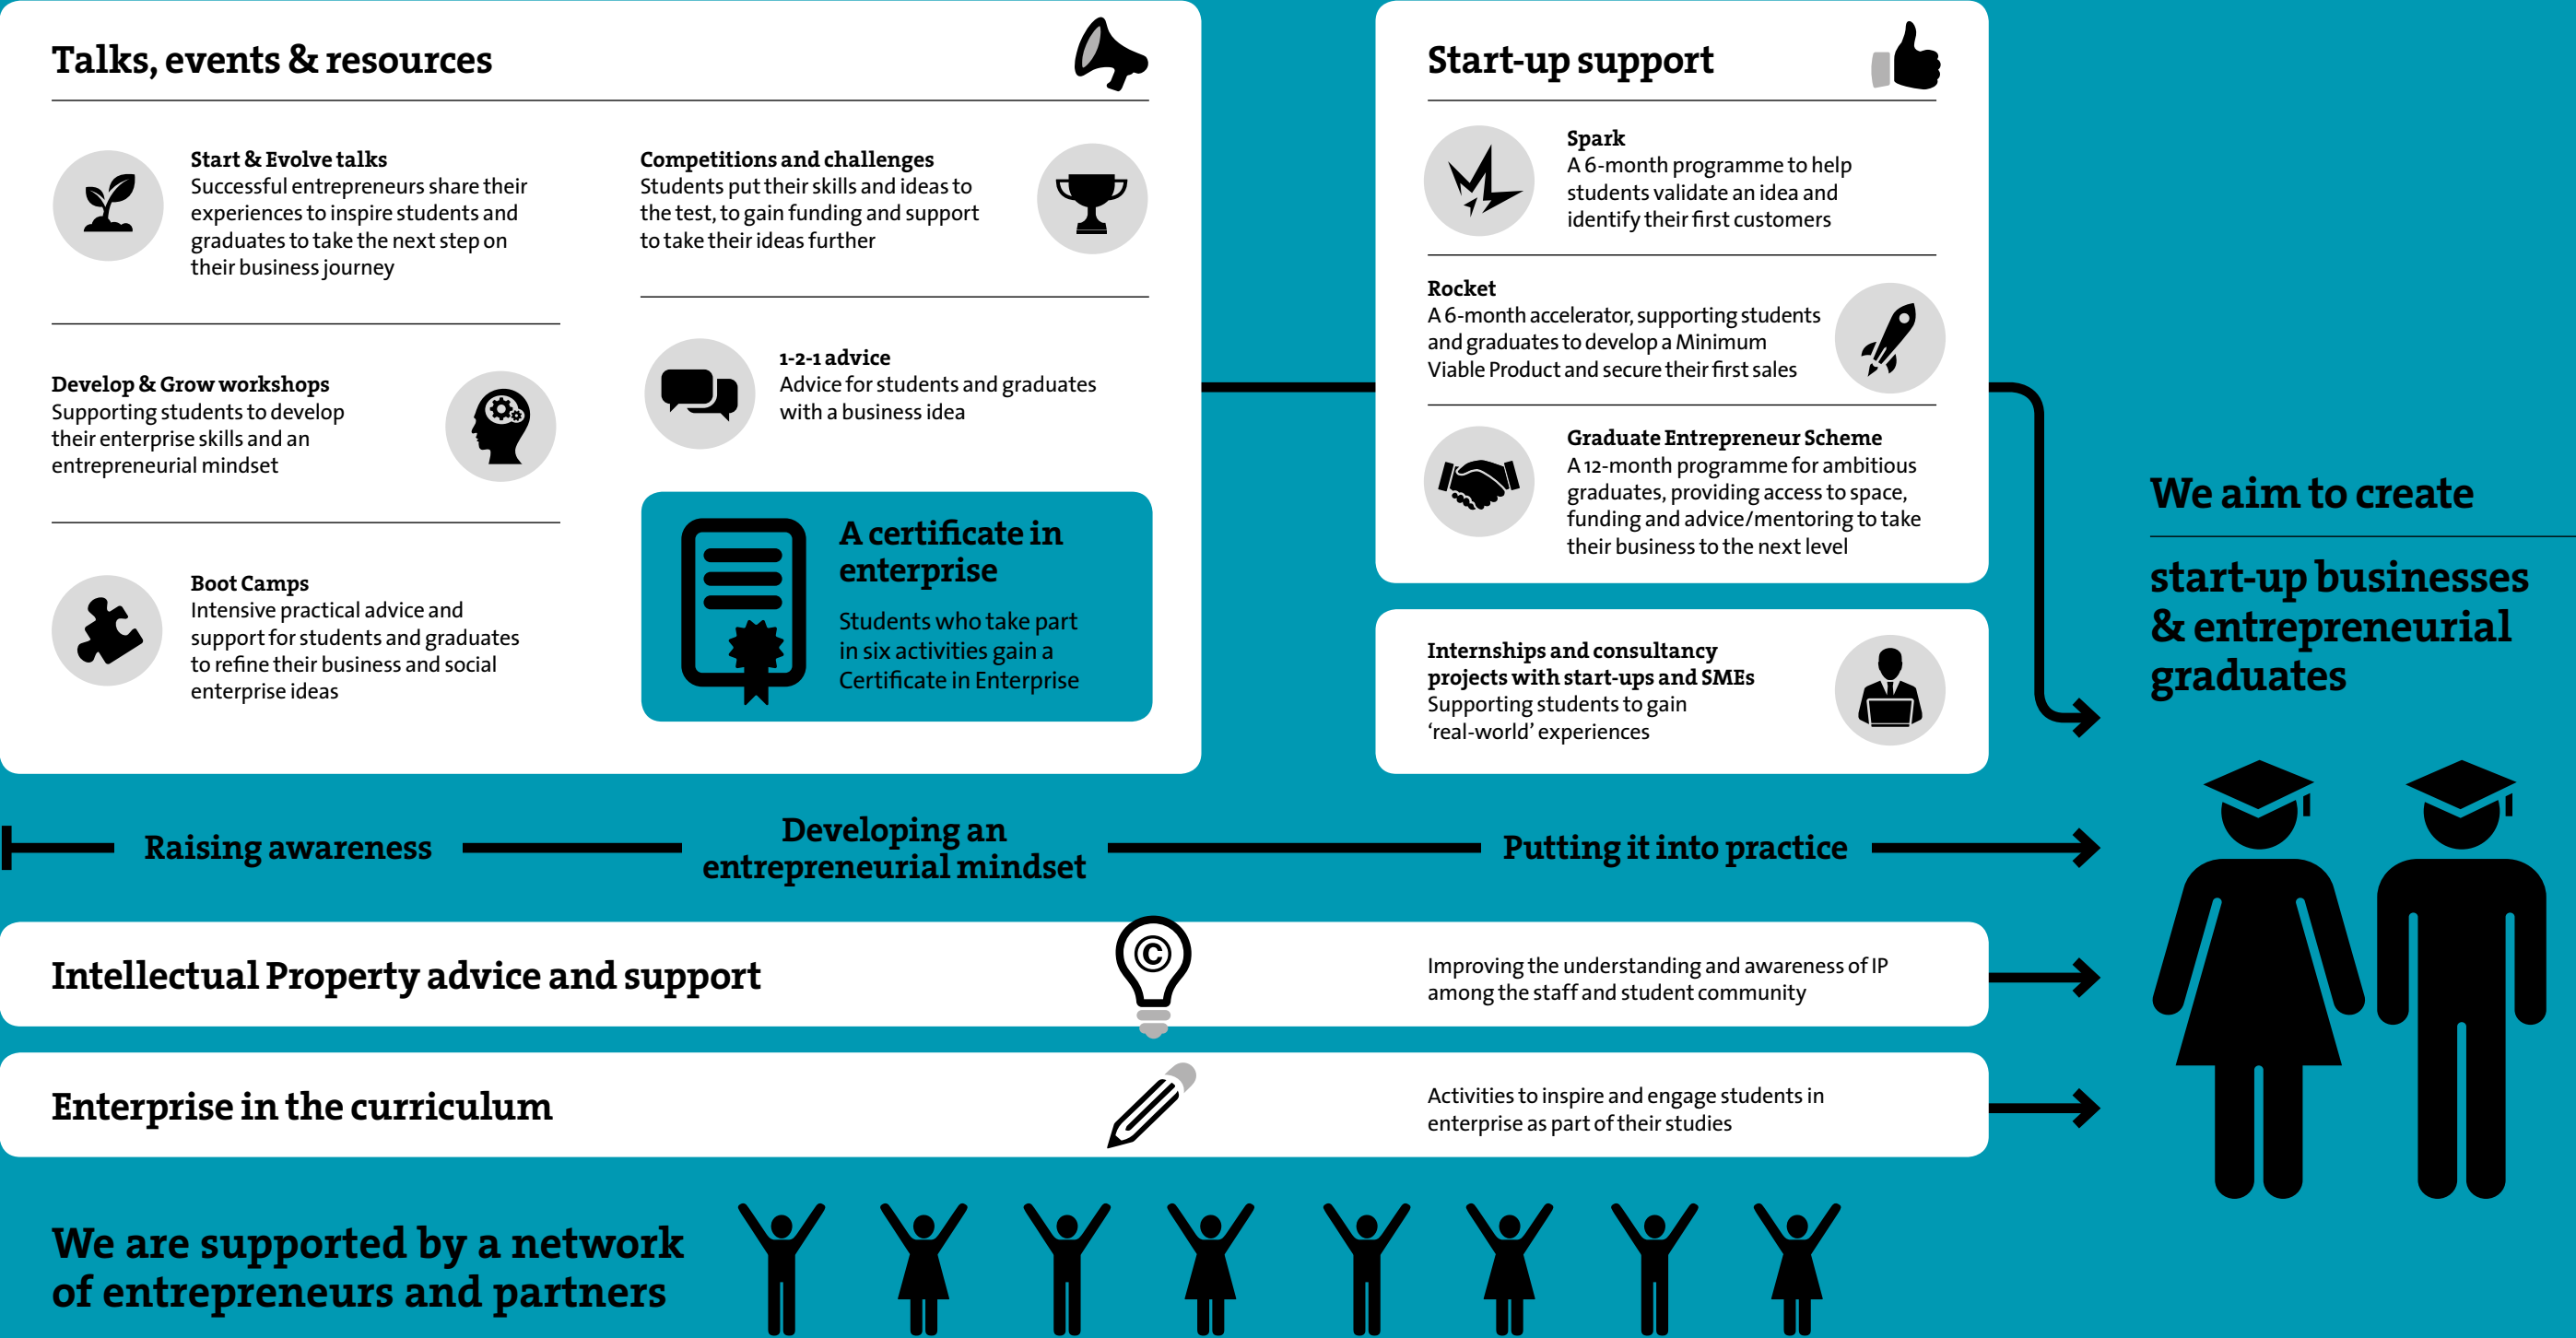 Talks, events & resources
Start & Evolve talks
Successful entrepreneurs share their
experiences to inspire students and
graduates to take the next step on
their business journey
Develop & Grow workshops
Supporting students to develop
their enterprise skills and an
entrepreneurial mindset
Boot Camps
Intensive practical advice and
support for students and graduates
to refine their business and social
enterprise ideas
Competitions and challenges
Students put their skills and ideas to
the test, to gain funding and support
to take their ideas further
1-2-1 advice
Advice for students and graduates
with a business idea
A certificate in
enterprise
Students who take part
in six activities gain a
Certificate in Enterprise
Start-up support
Spark
A 6-month programme to help
students validate an idea and
identify their first customers
Rocket
A 6-month accelerator, supporting students
and graduates to develop a Minimum
Viable Product and secure their first sales
Graduate Entrepreneur Scheme
A 12-month programme for ambitious
graduates, providing access to space,
funding and advice/mentoring to take
their business to the next level
Internships and consultancy
projects with start-ups and SMEs
Supporting students to gain
‘real-world’ experiences
We aim to create
start-up businesses
& entrepreneurial
graduates
Raising awareness
Developing an
entrepreneurial mindset
Putting it into practice
Intellectual Property advice and support
©
Improving the understanding and awareness of IP
among the staff and student community
Enterprise in the curriculum
Activities to inspire and engage students in
enterprise as part of their studies
We are supported by a network
of entrepreneurs and partners